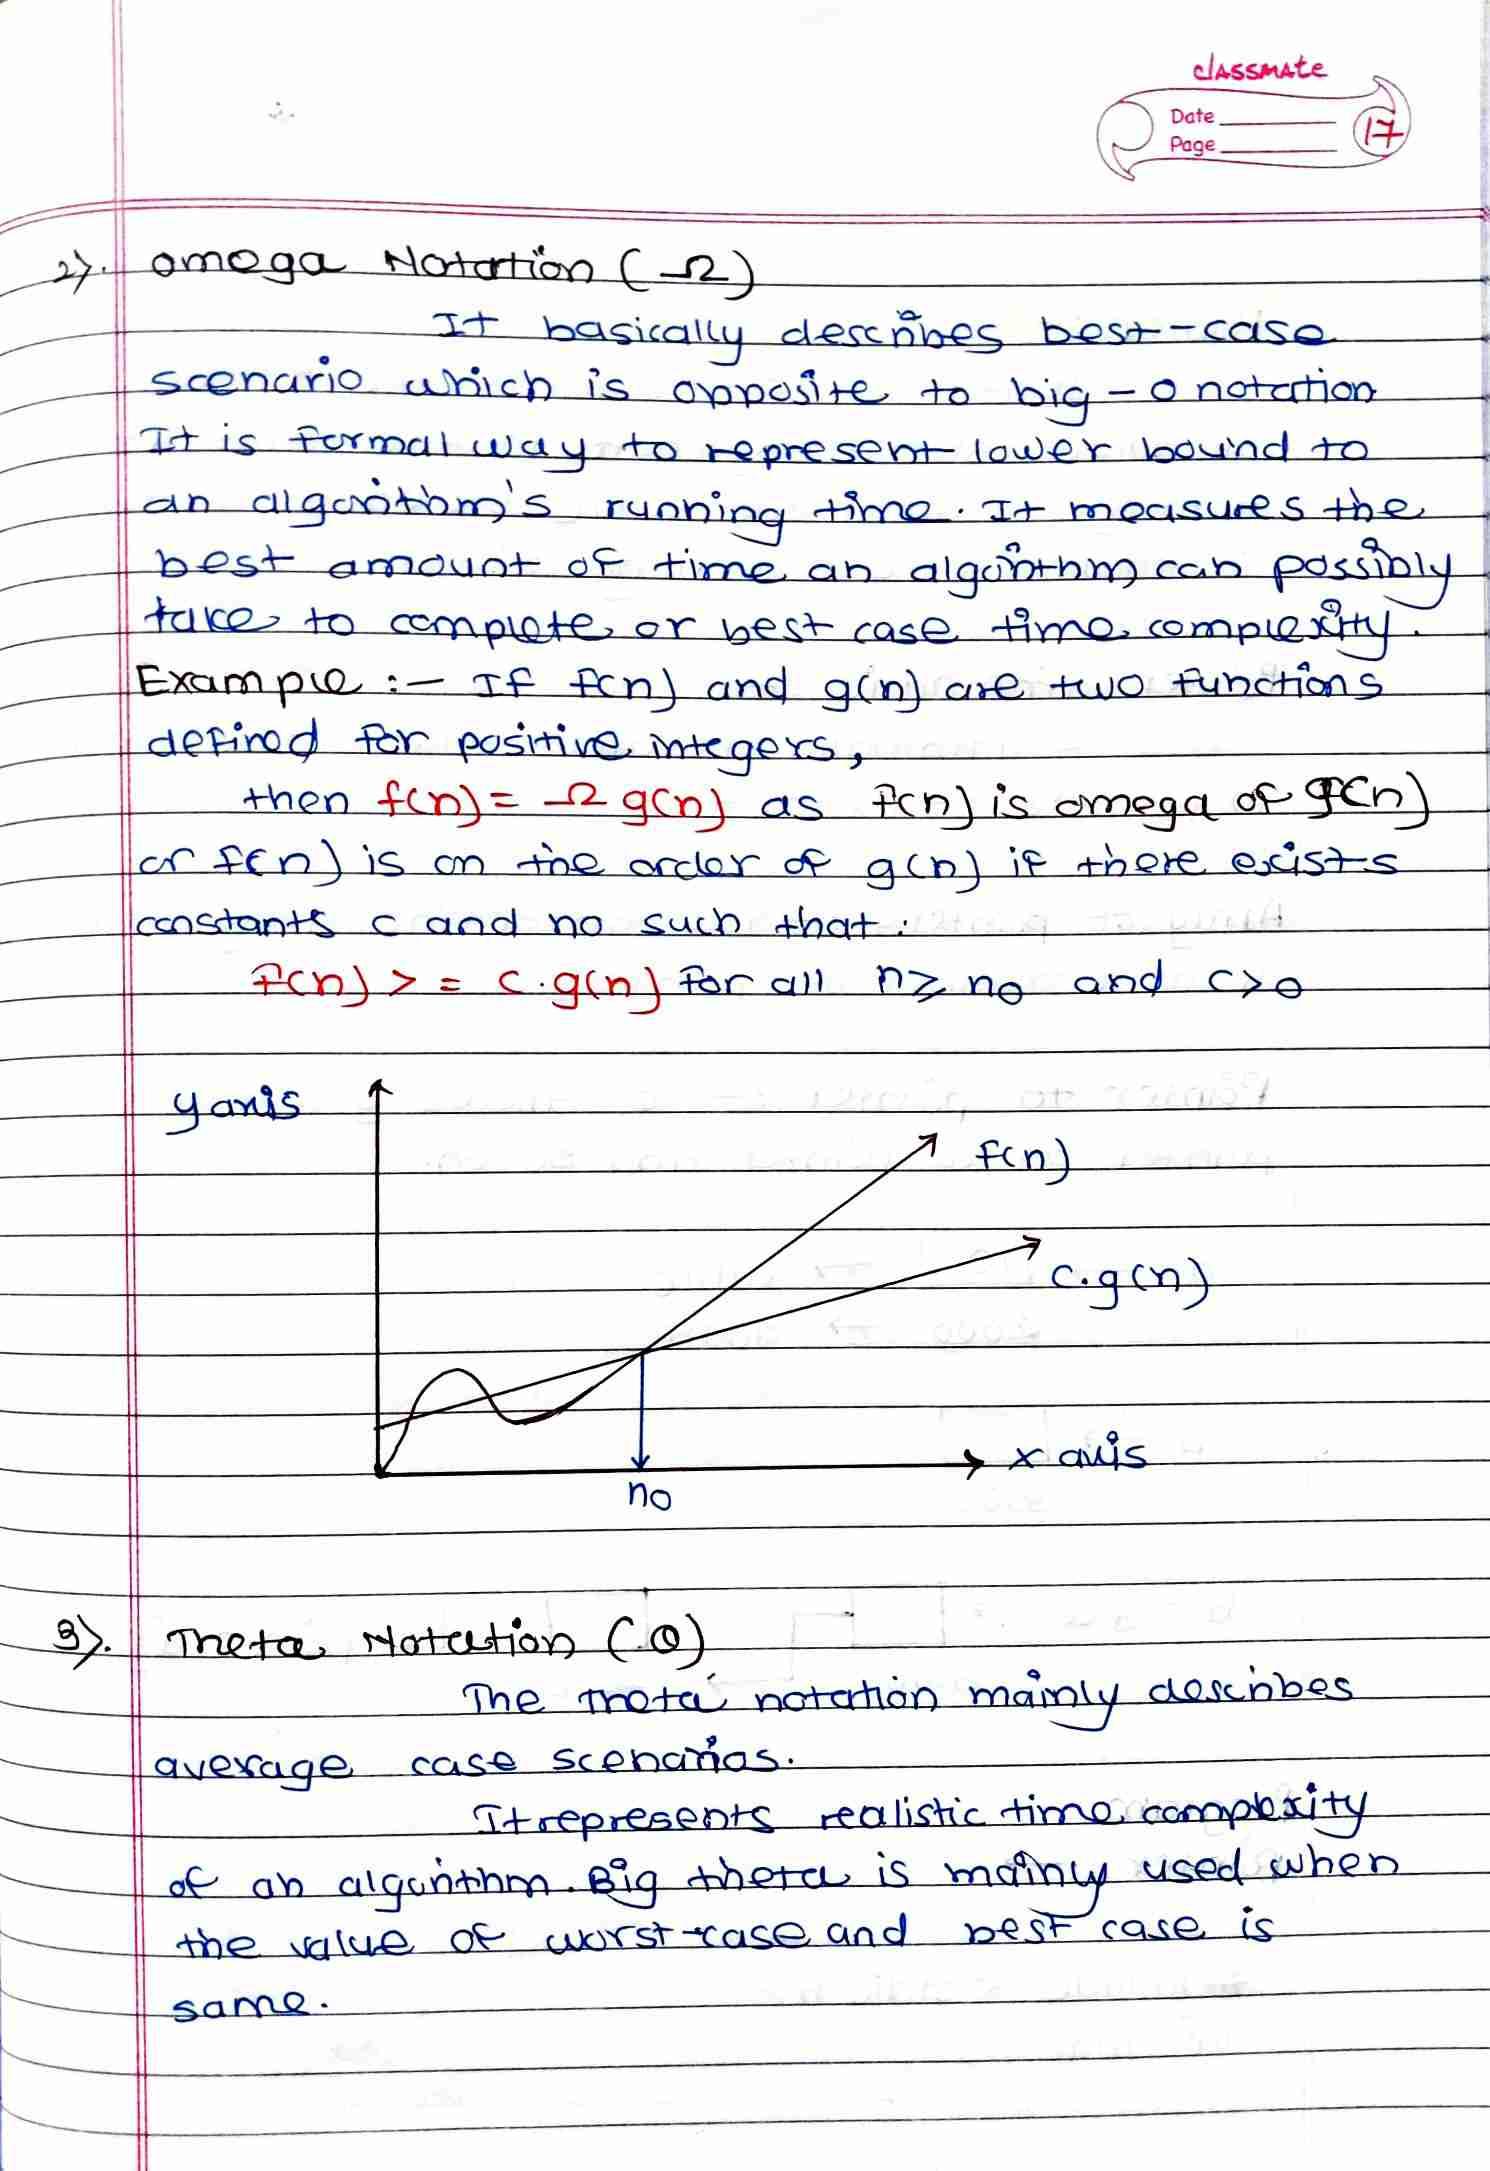 classmate
Date
Page
17
2). Omega Notation (Ω)
It basically describes best-case
scenario which is opposite to big-O notation
It is formal way to represent lower bound to
an algorithm's running time. It measures the
best amount of time an algorithm can possibly
take to complete or best case time complexity.
Example :- If f(n) and g(n) are two functions
defined for positive integers,
then f(n) = Ω g(n) as f(n) is omega of g(n)
or f(n) is on the order of g(n) if there exists
constants c and no such that:
f(n) >= c.g(n) for all n≥ n0 and c>0
y axis
f(n)
c.g(n)
x axis
n0
3). Theta Notation (Θ)
The theta notation mainly describes
average case scenarios.
It represents realistic time complexity
of an algorithm. Big theta is mainly used when
the value of worst-case and best case is
same.